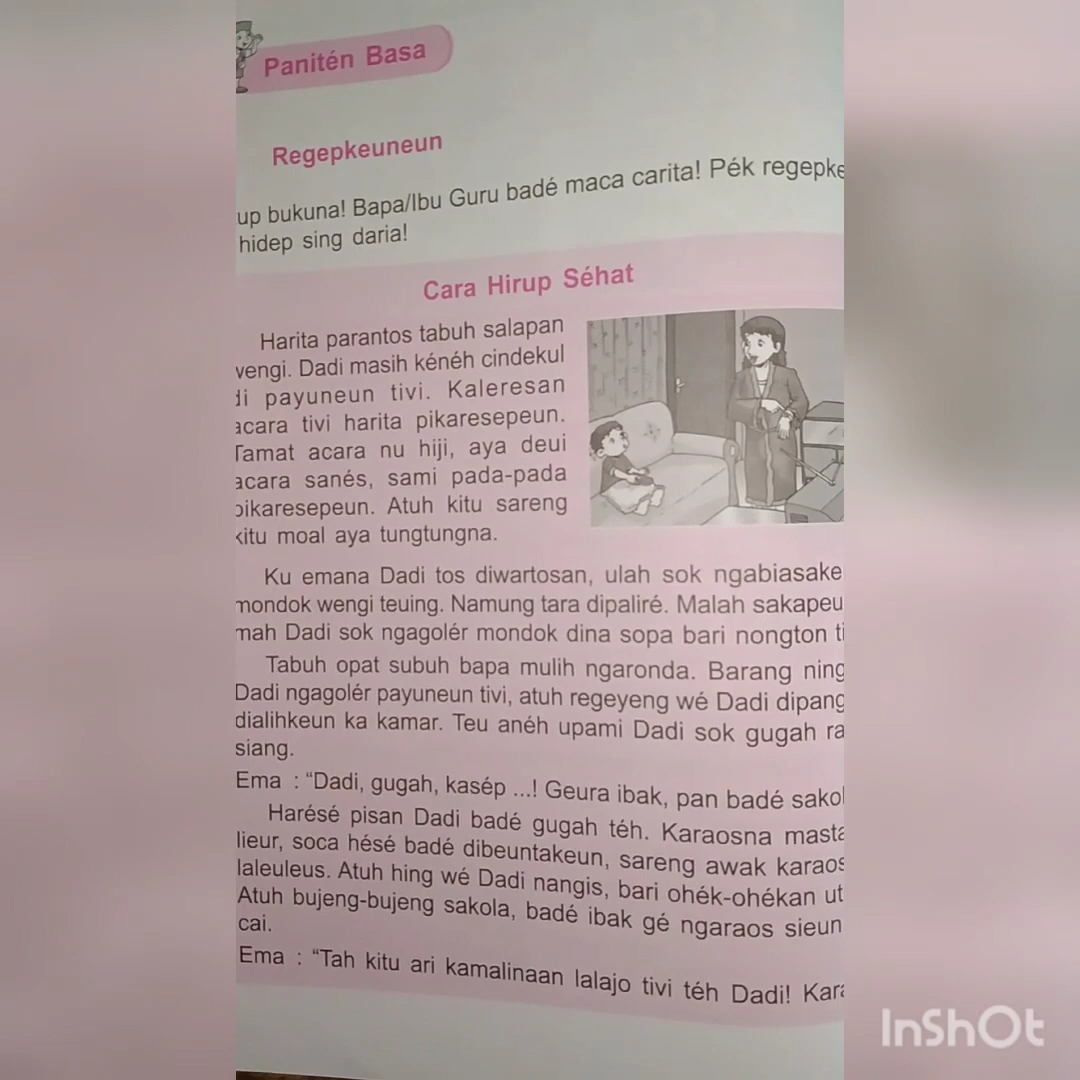 Panitén Basa
Regepkeuneun
up bukuna! Bapa/Ibu Guru badé maca carita! Pék regepke
hidep sing daria!
Cara Hirup Séhat
Harita parantos tabuh salapan
wengi. Dadi masih kénéh cindekul
di payuneun tivi. Kaleresan
acara tivi harita pikaresepeun.
Tamat acara nu hiji, aya deui
acara sanés, sami pada-pada
pikaresepeun. Atuh kitu sareng
kitu moal aya tungtungna.
Ku emana Dadi tos diwartosan, ulah sok ngabiasake
mondok wengi teuing. Namung tara dipaliré. Malah sakapeu
mah Dadi sok ngagolér mondok dina sopa bari nongton ti
Tabuh opat subuh bapa mulih ngaronda. Barang ning
Dadi ngagolér payuneun tivi, atuh regeyeng wé Dadi dipang
dialihkeun ka kamar. Teu anéh upami Dadi sok gugah ra
siang.
Ema : “Dadi, gugah, kasép ...! Geura ibak, pan badé sakol
Harésé pisan Dadi badé gugah téh. Karaosna masta
lieur, soca hésé badé dibeuntakeun, sareng awak karaos
laleuleus. Atuh hing wé Dadi nangis, bari ohék-ohékan ut
Atuh bujeng-bujeng sakola, badé ibak gé ngaraos sieun
cai.
Ema : “Tah kitu ari kamalinaan lalajo tivi téh Dadi! Kara
InShOt